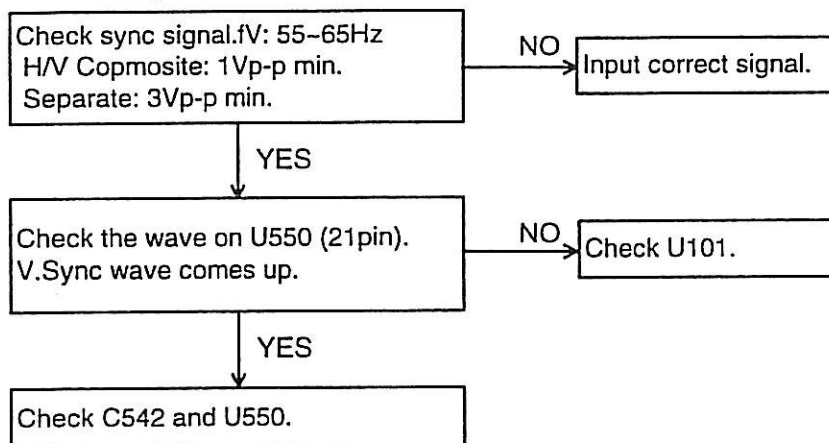 Check sync signal.fV: 55~65Hz
H/V Copmosite: 1Vp-p min.
Separate: 3Vp-p min.
NO
Input correct signal.
YES
Check the wave on U550 (21pin).
V.Sync wave comes up.
NO
Check U101.
YES
Check C542 and U550.